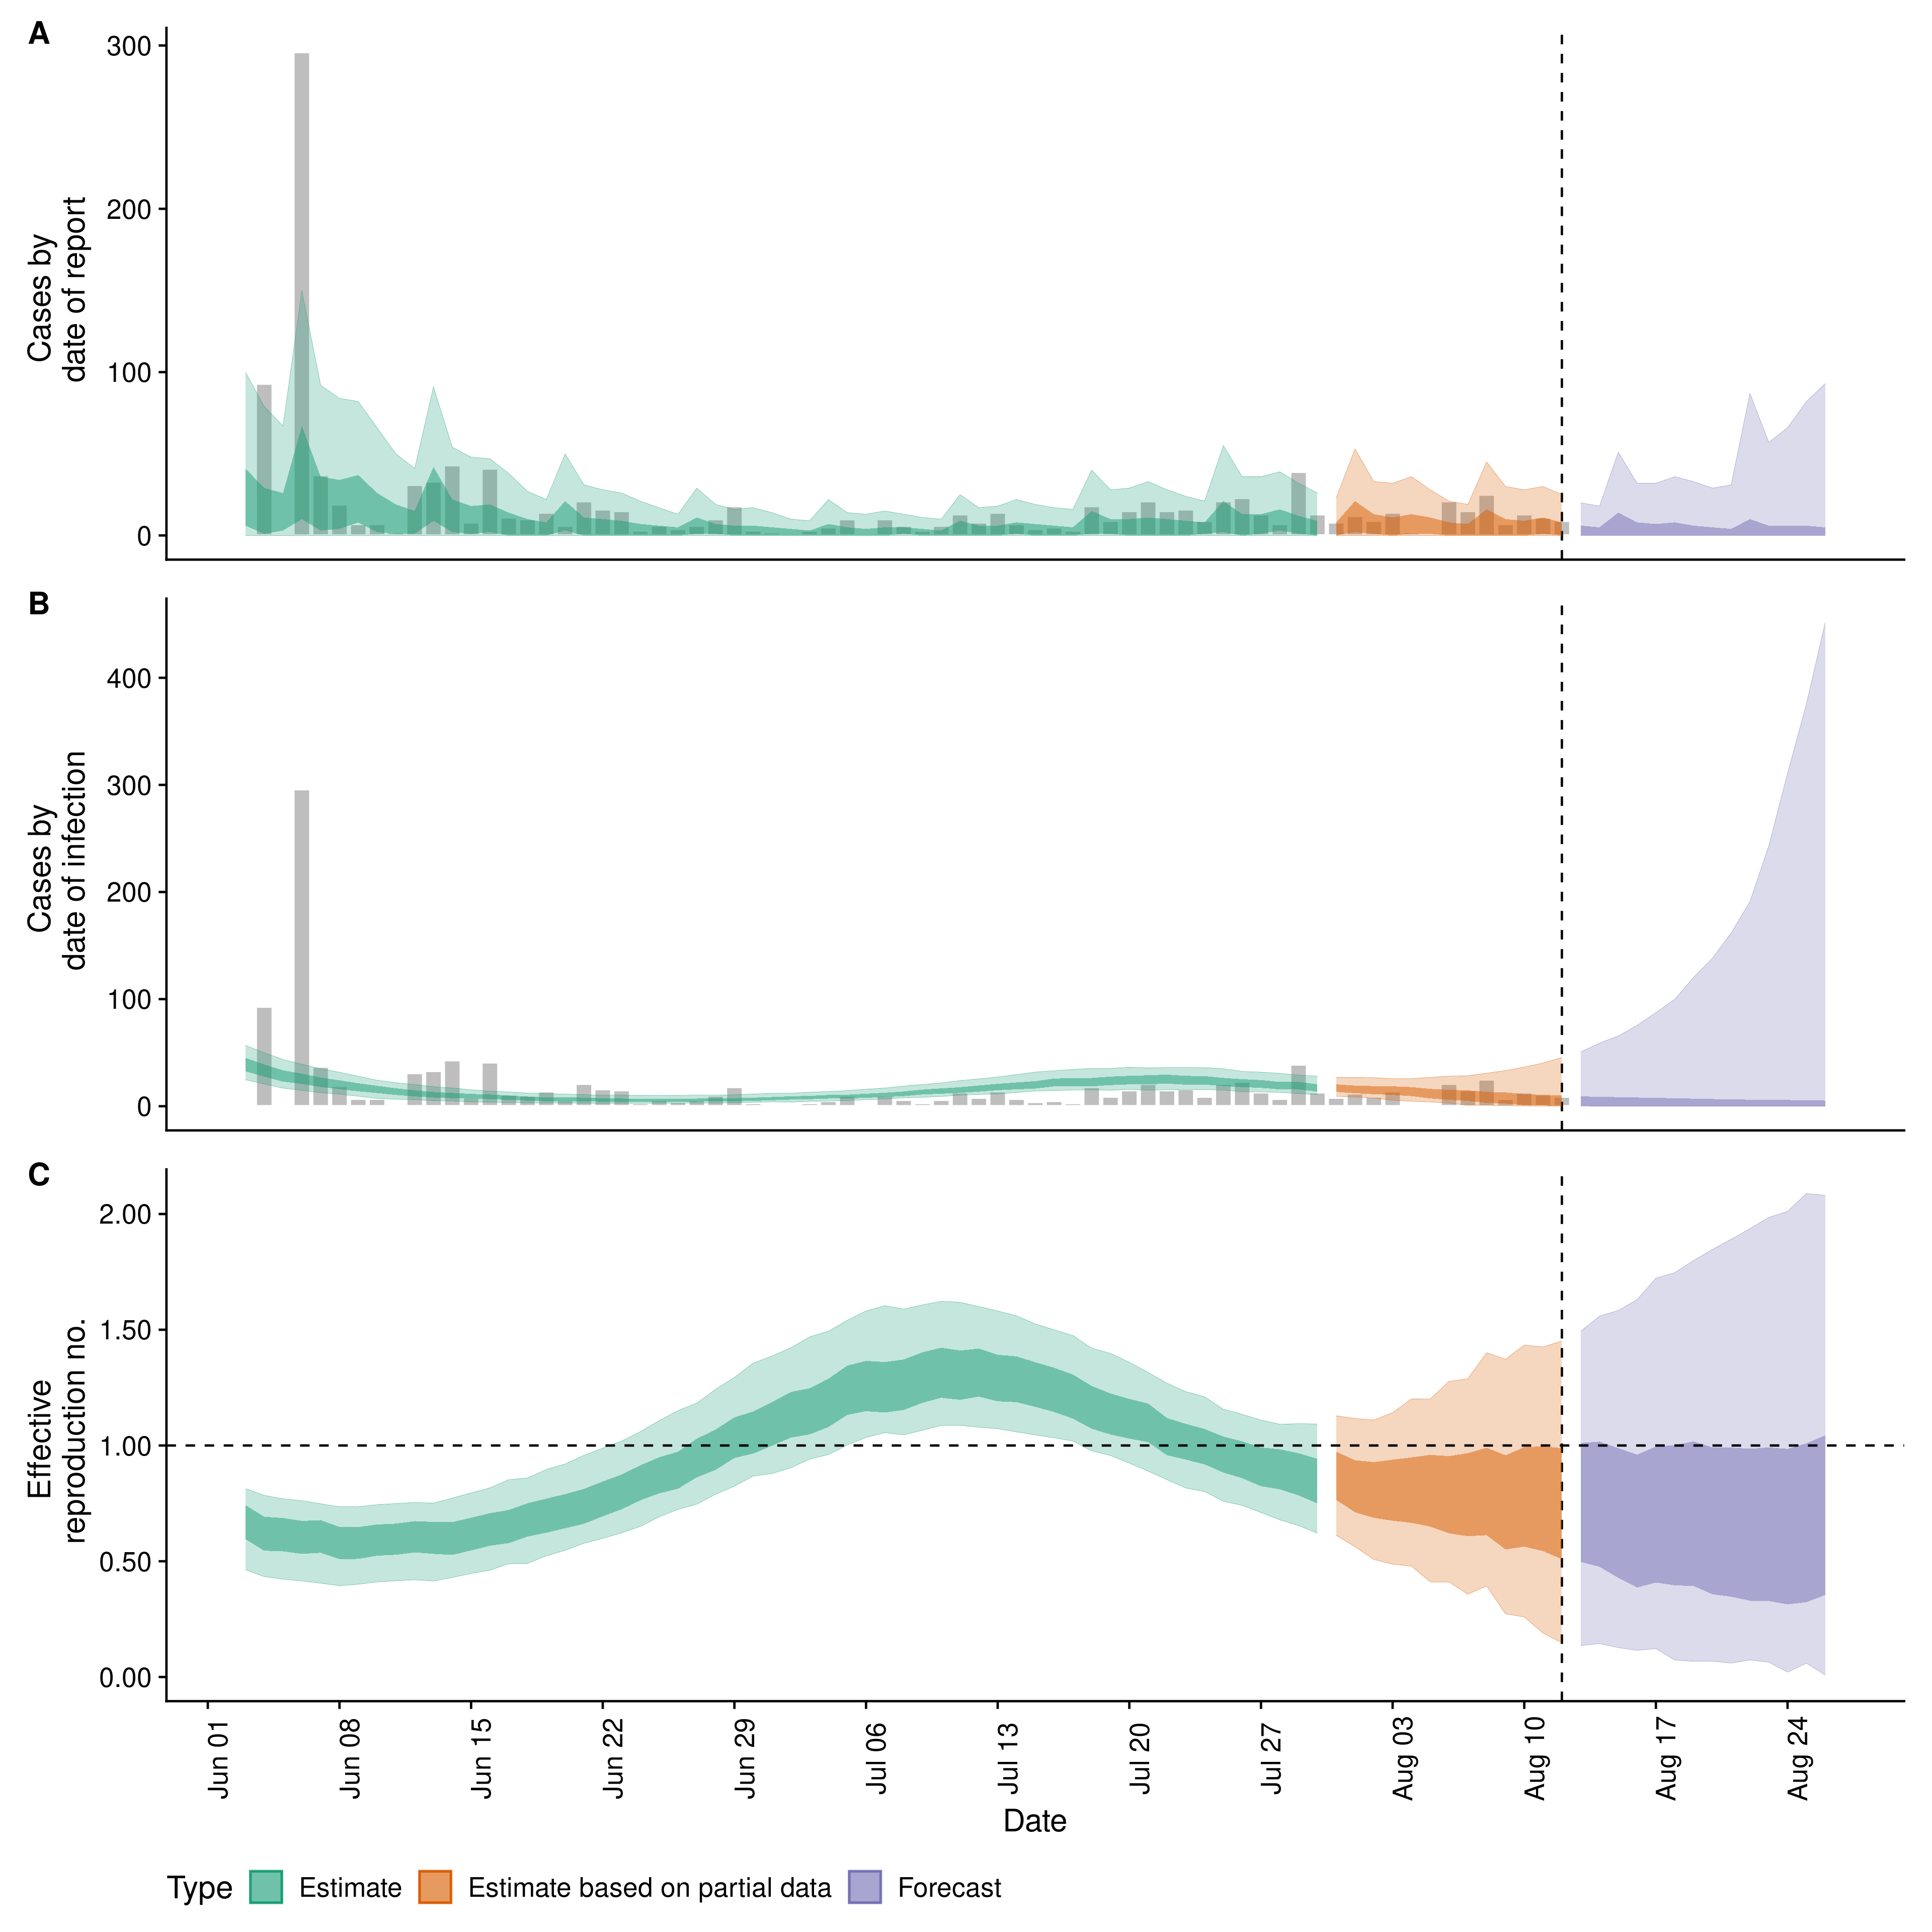 A
300
200
100
0
Cases by
date of report
B
400
300
200
100
0
Cases by
date of infection
C
2.00
1.50
1.00
0.50
0.00
Effective
reproduction no.
Jun 01
Jun 08
Jun 15
Jun 22
Jun 29
Jul 06
Jul 13
Jul 20
Jul 27
Aug 03
Aug 10
Aug 17
Aug 24
Date
Type Estimate Estimate based on partial data Forecast